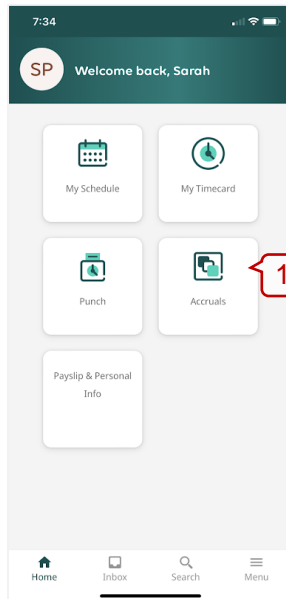 7:34
SP
Welcome back, Sarah
My Schedule
My Timecard
Punch
Accruals
1
Payslip & Personal
Info
Home
Inbox
Search
Menu